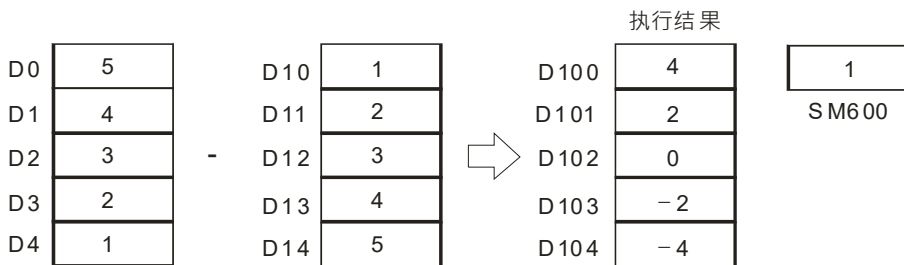 执行结果
D0 5 D10 1 D100 4 1
D1 4 D11 2 D101 2 SM600
D2 3 - D12 3 D102 0
D3 2 D13 4 D103 -2
D4 1 D14 5 D104 -4